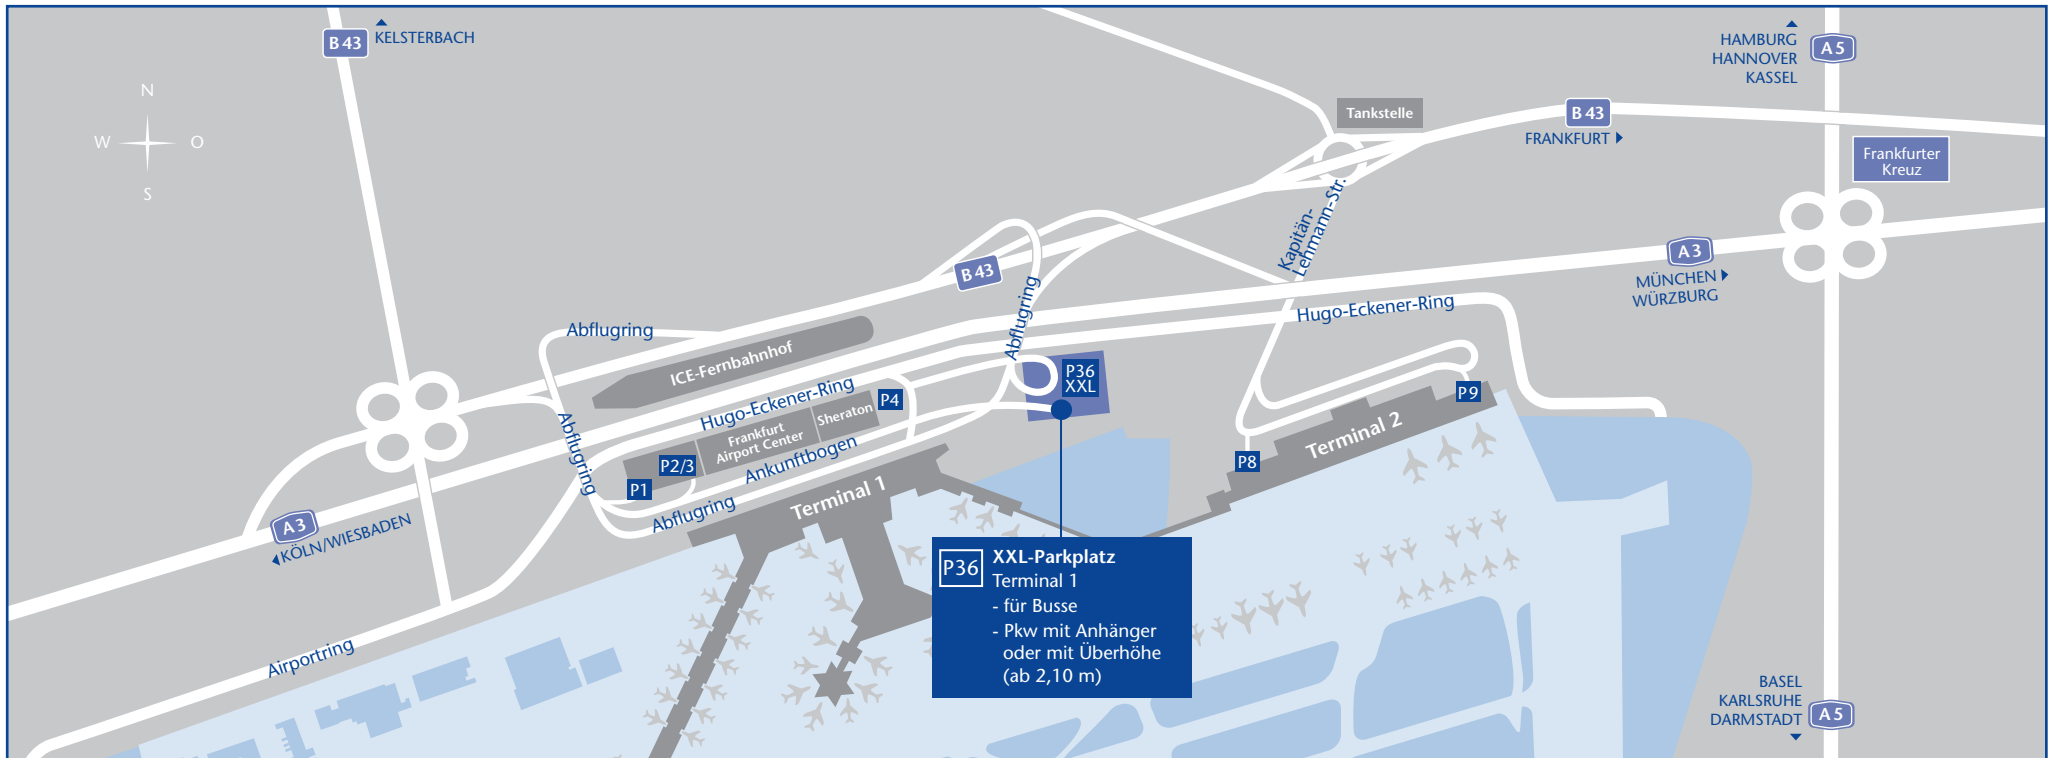 B 43
KELSTERBACH
HAMBURG
HANNOVER
KASSEL
A 5
N
W O
S
Tankstelle
B 43
FRANKFURT
Frankfurter
Kreuz
Kapitän-
Lehmann-Str.
B 43
A 3
MÜNCHEN
WÜRZBURG
Abflugring
Abflugring
Hugo-Eckener-Ring
ICE-Fernbahnhof
P36
XXL
Hugo-Eckener-Ring
P4
P9
Sheraton
Frankfurt
Airport Center
Abflugring
Ankunftbogen
Terminal 2
P2/3
P1
P8
Terminal 1
Abflugring
A 3
KÖLN/WIESBADEN
P36
XXL-Parkplatz
Terminal 1
- für Busse
- Pkw mit Anhänger
oder mit Überhöhe
(ab 2,10 m)
Airportring
BASEL
KARLSRUHE
DARMSTADT
A 5